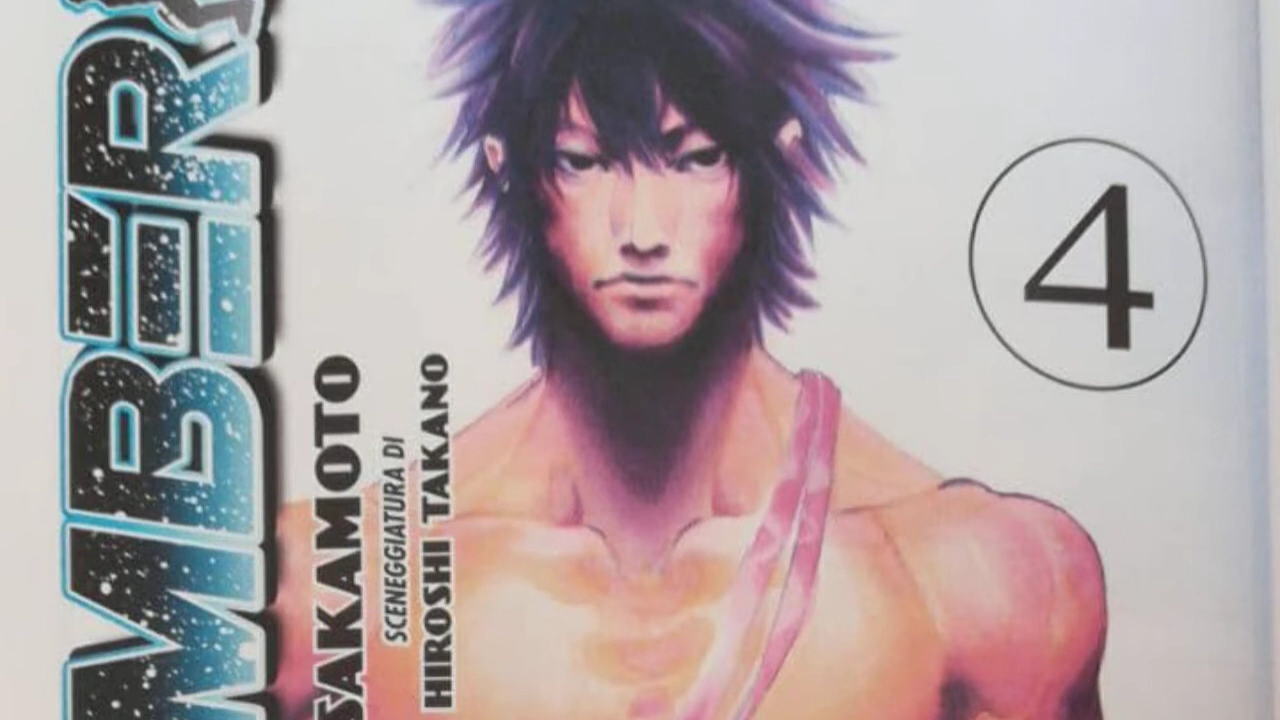 MBER
SAKAMOTO
SCENEGGIATURA DI
HIROSHI TAKANO
4